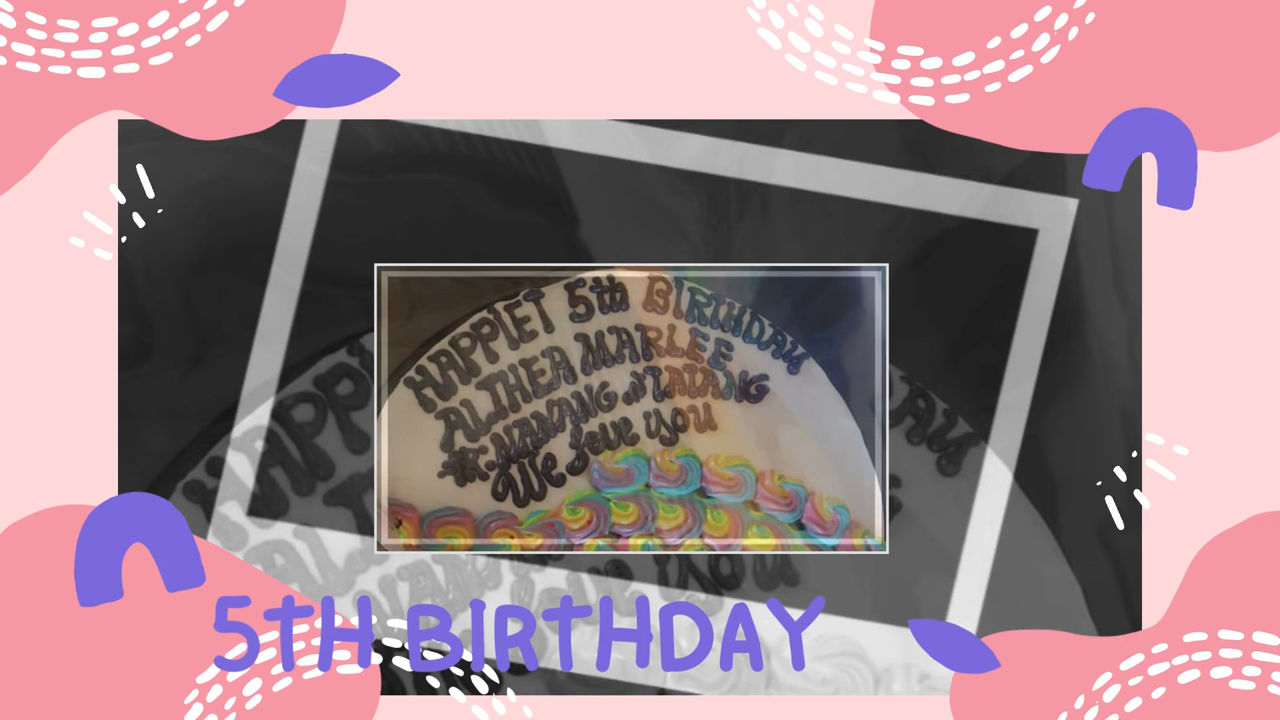 HAPPIET 5th BIRTHDAY
ALTHEA MARLEE
#:NANANG n'TATANG
We love you
5TH BIRTHDAY